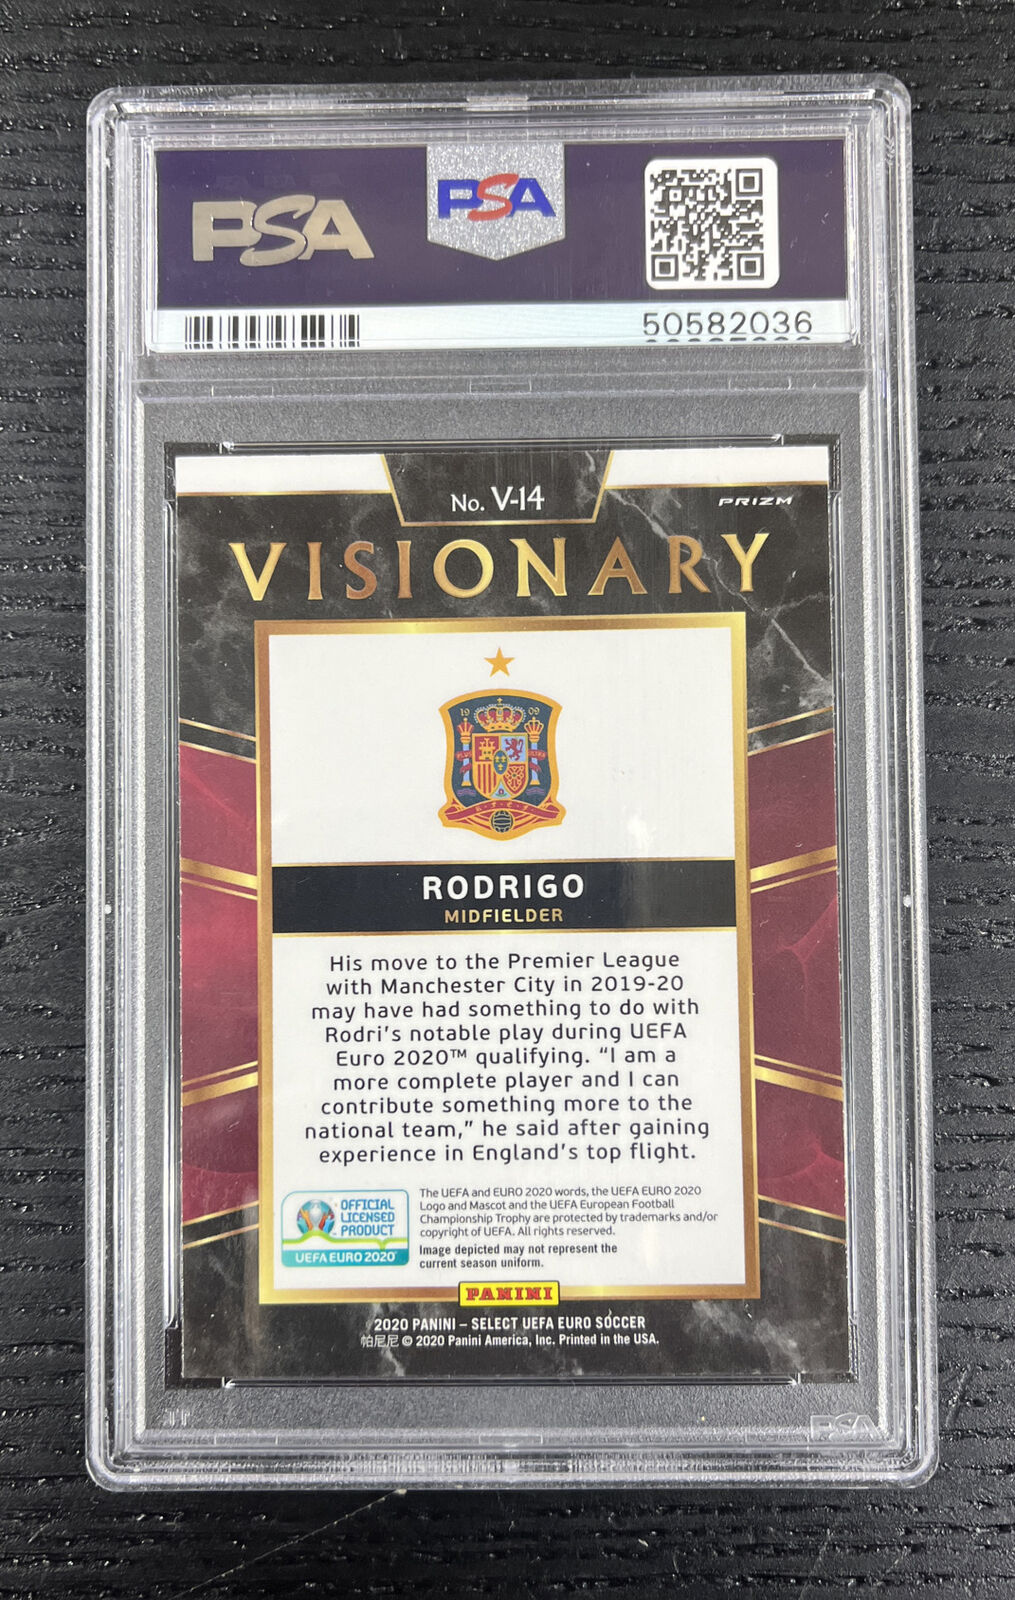 PSA
PSA
50582036
No. V-14
PRIZM
VISIONARY
19 09
RODRIGO
MIDFIELDER
His move to the Premier League
with Manchester City in 2019-20
may have had something to do with
Rodri's notable play during UEFA
Euro 2020™ qualifying. “I am a
more complete player and I can
contribute something more to the
national team,” he said after gaining
experience in England's top flight.
OFFICIAL
LICENSED
PRODUCT
UEFA EURO 2020
The UEFA and EURO 2020 words, the UEFA EURO 2020
Logo and Mascot and the UEFA European Football
Championship Trophy are protected by trademarks and/or
copyright of UEFA. All rights reserved.
Image depicted may not represent the
current season uniform.
PANINI
2020 PANINI – SELECT UEFA EURO SOCCER
帕尼尼 © 2020 Panini America, Inc. Printed in the USA.
PSA